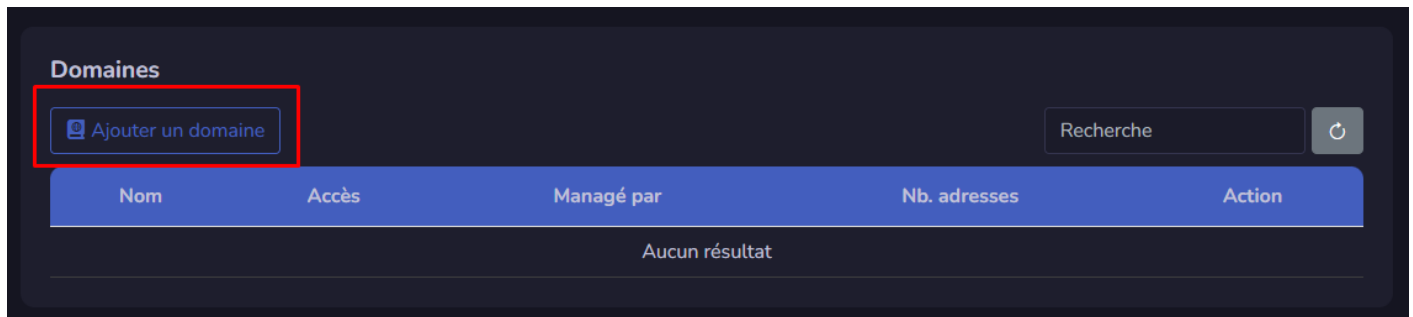 Domaines
Ajouter un domaine
Recherche
Nom Accès Managé par Nb. adresses Action
Aucun résultat